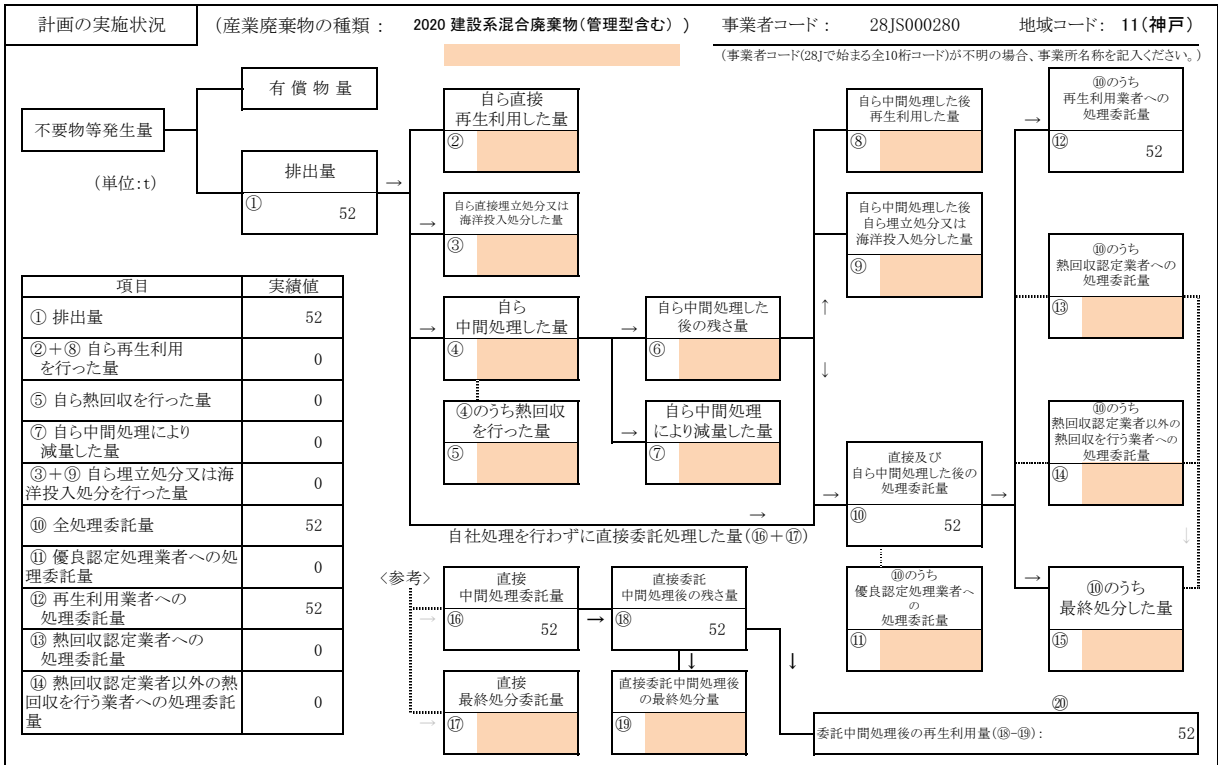 計画の実施状況
(産業廃棄物の種類： 2020 建設系混合廃棄物(管理型含む) )
事業者コード： 28JS000280 地域コード： 11(神戸)
(事業者コード(28Jで始まる全10桁コード)が不明の場合、事業所名称を記入ください。)
不要物等発生量
(単位:t)
有償物量
排出量
→
① 52
自ら直接
再生利用した量
②
→
自ら直接埋立処分又は
海洋投入処分した量
③
→
自ら
中間処理した量
④
④のうち熱回収
を行った量
⑤
→
自ら中間処理した
後の残さ量
⑥
→
自ら中間処理
により減量した量
⑦
自ら中間処理した後
再生利用した量
⑧
自ら中間処理した後
自ら埋立処分又は
海洋投入処分した量
⑨
↑
↓
→
直接及び
自ら中間処理した後の
処理委託量
→
⑩ 52
⑩のうち
優良認定処理業者へ
の
処理委託量
⑪
→
⑩のうち
再生利用業者への
処理委託量
⑫ 52
⑩のうち
熱回収認定業者への
処理委託量
⑬
⑩のうち
熱回収認定業者以外の
熱回収を行う業者への
処理委託量
⑭
↓
→
⑩のうち
最終処分した量
⑮
→
自社処理を行わずに直接委託処理した量(⑯+⑰)
項目 実績値
① 排出量 52
②+⑧ 自ら再生利用
を行った量 0
⑤ 自ら熱回収を行った量 0
⑦ 自ら中間処理により
減量した量 0
③+⑨ 自ら埋立処分又は海
洋投入処分を行った量 0
⑩ 全処理委託量 52
⑪ 優良認定処理業者への処
理委託量 0
⑫ 再生利用業者への
処理委託量 52
⑬ 熱回収認定業者への
処理委託量 0
⑭ 熱回収認定業者以外の熱
回収を行う業者への処理委託
量 0
<参考>
→
直接
中間処理委託量
⑯ 52
→
直接委託
中間処理後の残さ量
⑱ 52
→
直接
最終処分委託量
⑰
↓
直接委託中間処理後
の最終処分量
⑲
↓
⑳
委託中間処理後の再生利用量(⑱-⑲)： 52